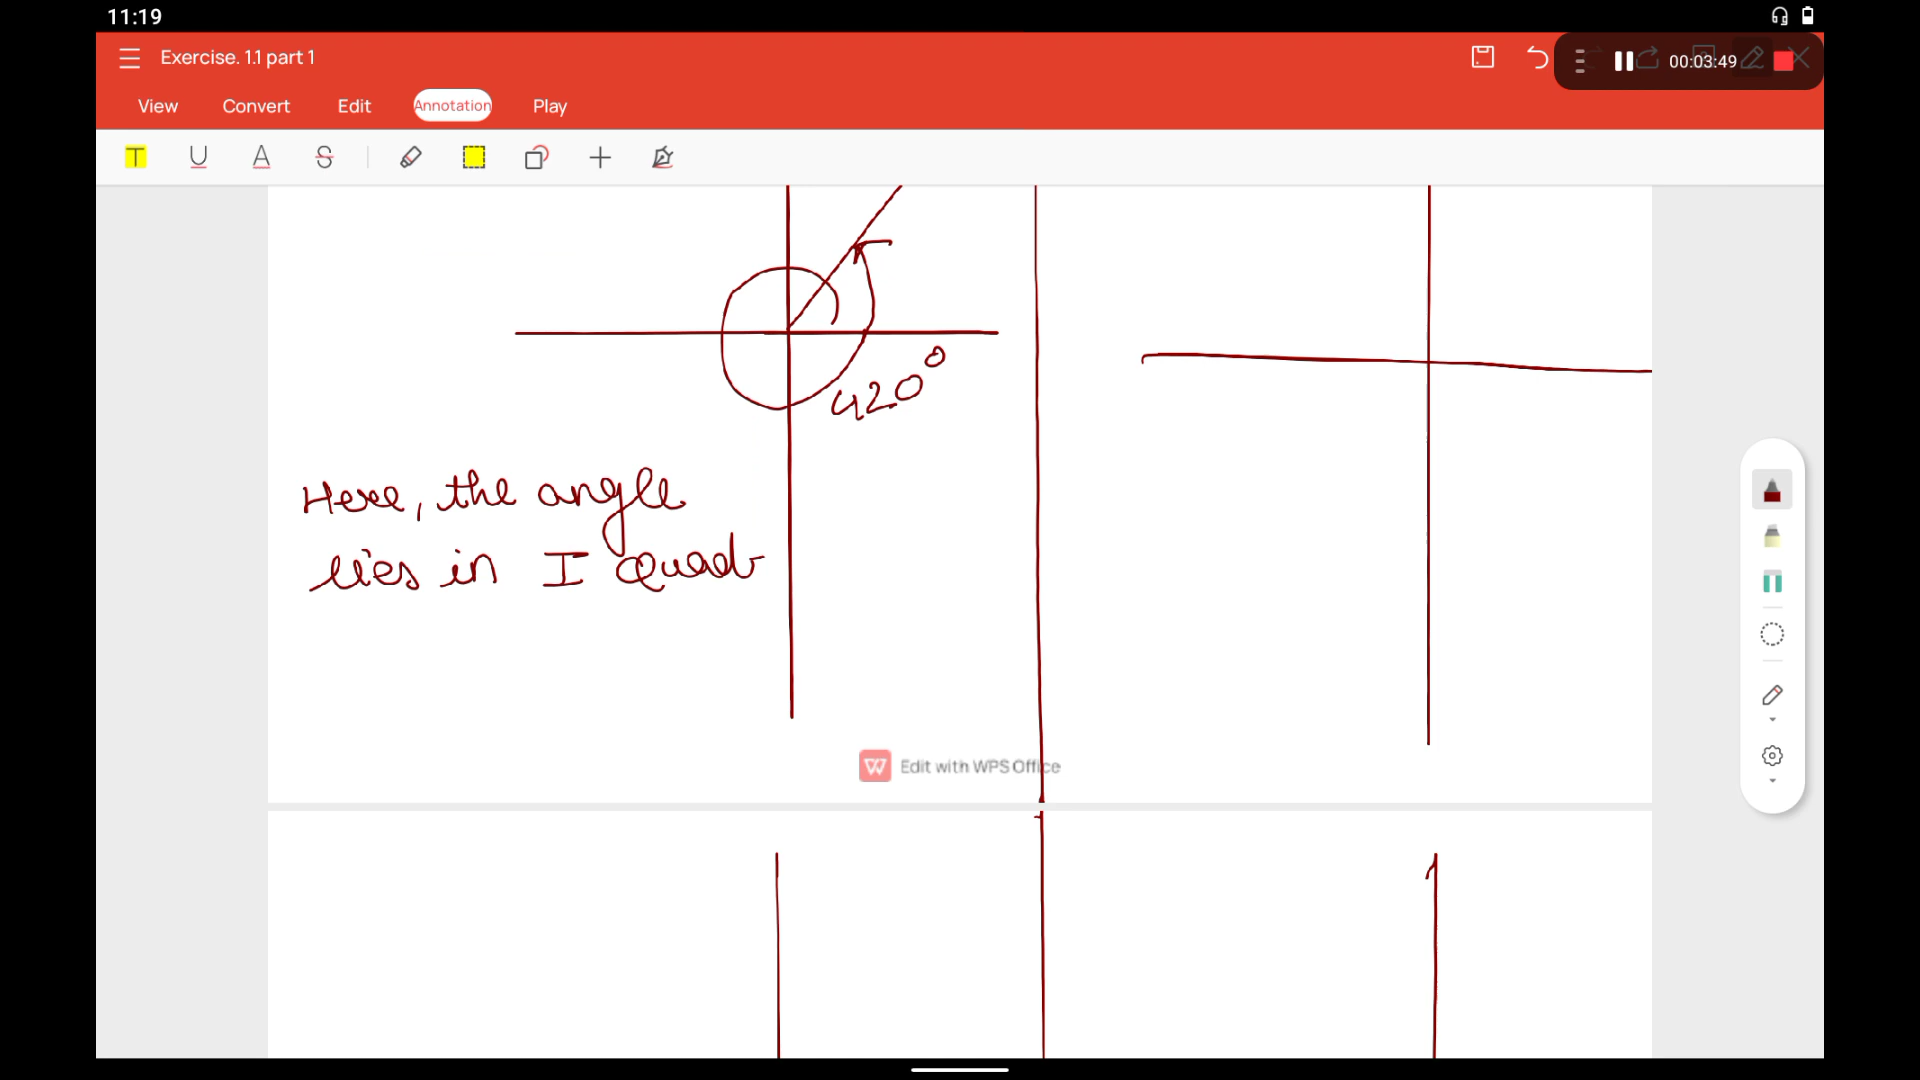 11:19
Exercise. 1.1 part 1
00:03:49
View Convert Edit Annotation Play
T U A S
420°
Here, the angle
lies in I Quad
Edit with WPS Office